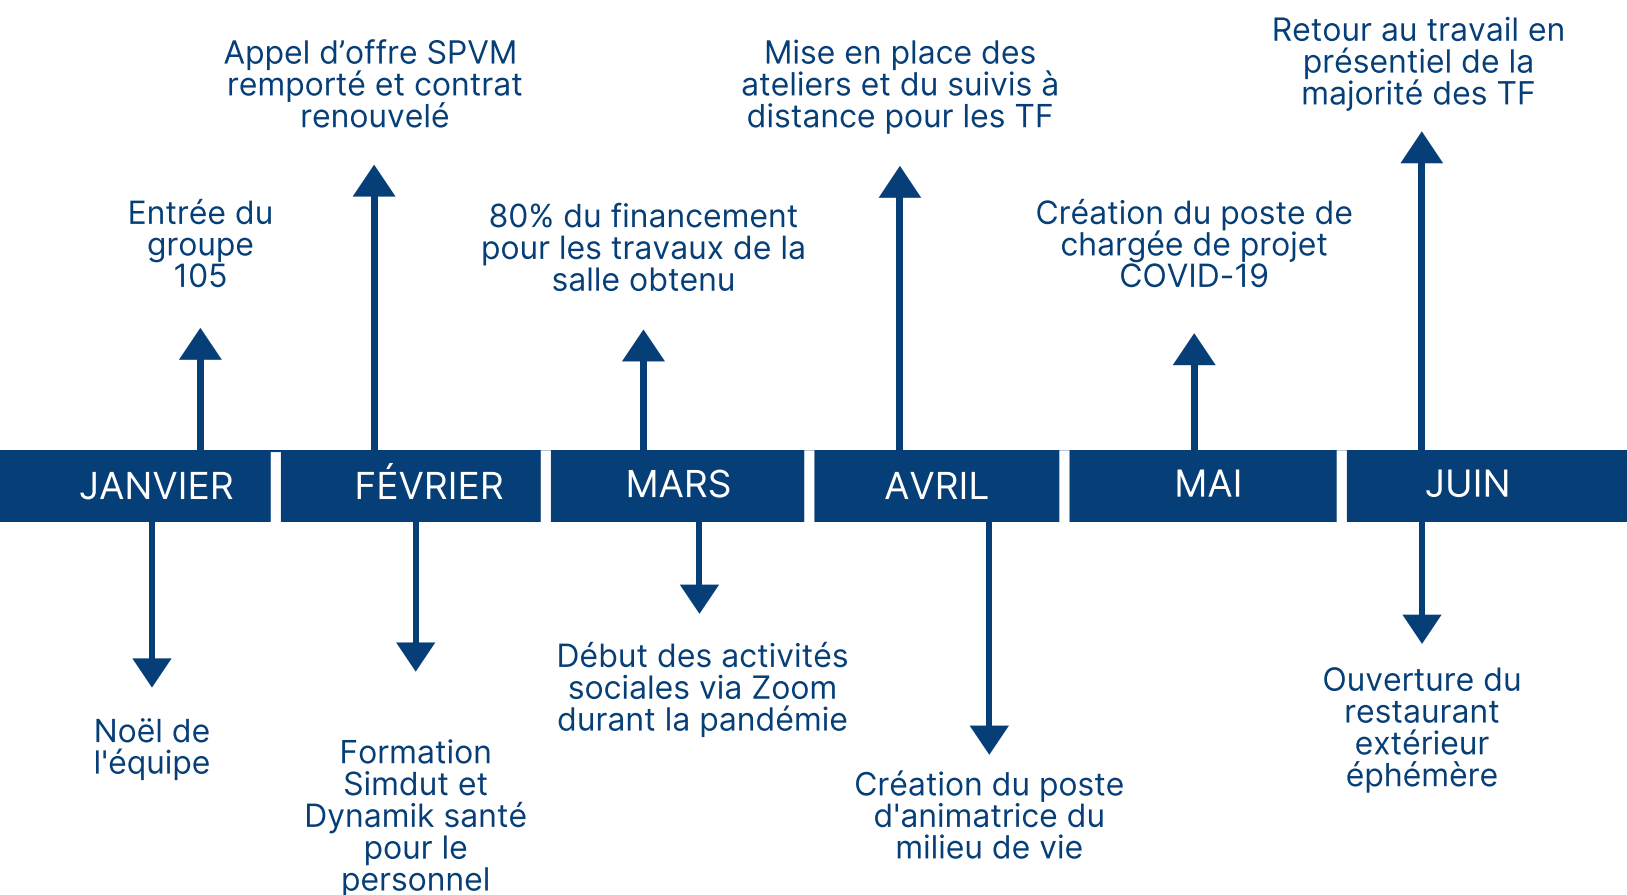 Retour au travail en
présentiel de la
majorité des TF
Appel d’offre SPVM
remporté et contrat
renouvelé
Mise en place des
ateliers et du suivis à
distance pour les TF
Entrée du
groupe
105
80% du financement
pour les travaux de la
salle obtenu
Création du poste de
chargée de projet
COVID-19
JANVIER
FÉVRIER
MARS
AVRIL
MAI
JUIN
Noël de
l'équipe
Formation
Simdut et
Dynamik santé
pour le
personnel
Début des activités
sociales via Zoom
durant la pandémie
Création du poste
d'animatrice du
milieu de vie
Ouverture du
restaurant
extérieur
éphémère